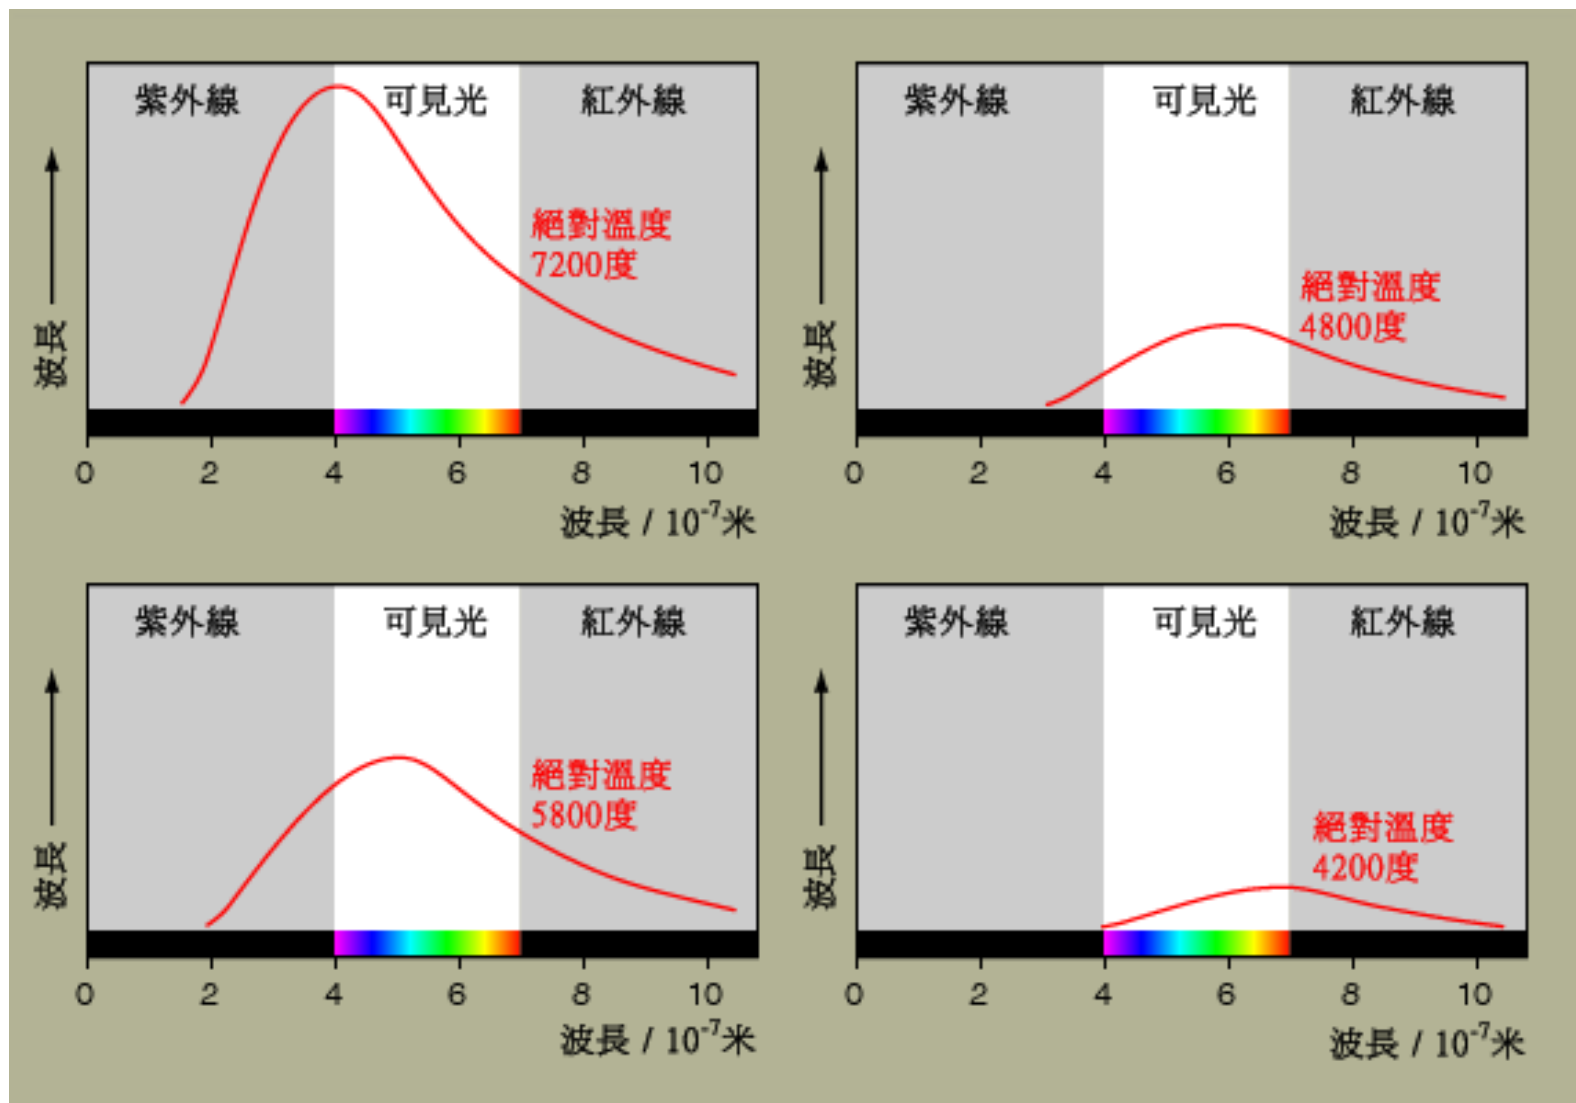 紫外線 可見光 紅外線
絕對溫度
7200度
波長
0 2 4 6 8 10
波長 / 10⁻⁷米
紫外線 可見光 紅外線
絕對溫度
4800度
波長
0 2 4 6 8 10
波長 / 10⁻⁷米
紫外線 可見光 紅外線
絕對溫度
5800度
波長
0 2 4 6 8 10
波長 / 10⁻⁷米
紫外線 可見光 紅外線
絕對溫度
4200度
波長
0 2 4 6 8 10
波長 / 10⁻⁷米